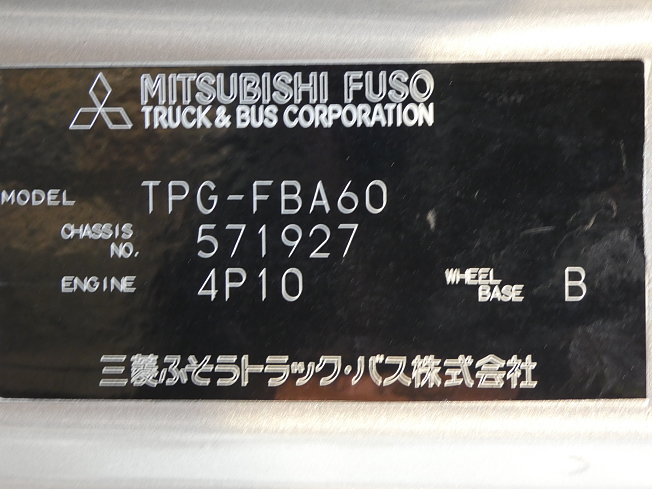 MITSUBISHI FUSO
TRUCK & BUS CORPORATION
MODEL TPG-FBA60
CHASSIS NO. 571927
ENGINE 4P10 WHEEL BASE B
三菱ふそうトラック・バス株式会社